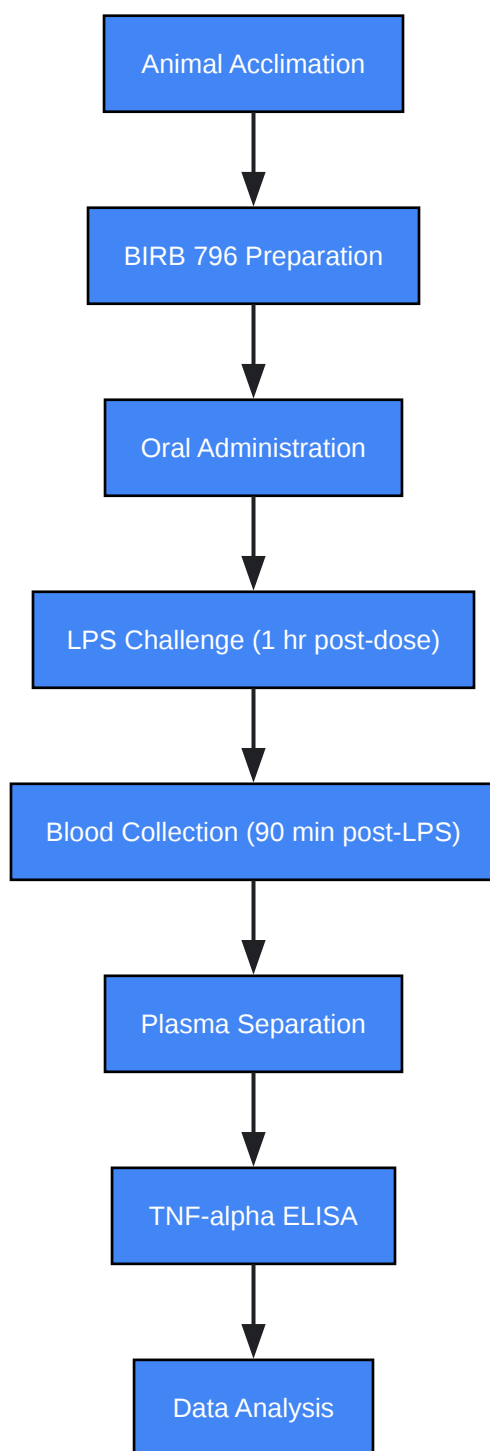 Animal Acclimation
BIRB 796 Preparation
Oral Administration
LPS Challenge (1 hr post-dose)
Blood Collection (90 min post-LPS)
Plasma Separation
TNF-alpha ELISA
Data Analysis